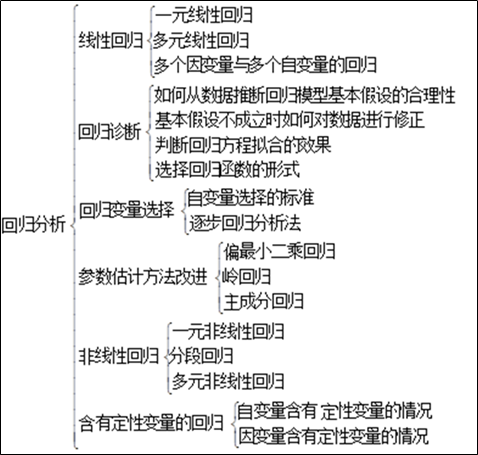 回归分析
线性回归
一元线性回归
多元线性回归
多个因变量与多个自变量的回归
回归诊断
如何从数据推断回归模型基本假设的合理性
基本假设不成立时如何对数据进行修正
判断回归方程拟合的效果
选择回归函数的形式
回归变量选择
自变量选择的标准
逐步回归分析法
参数估计方法改进
偏最小二乘回归
岭回归
主成分回归
非线性回归
一元非线性回归
分段回归
多元非线性回归
含有定性变量的回归
自变量含有定性变量的情况
因变量含有定性变量的情况